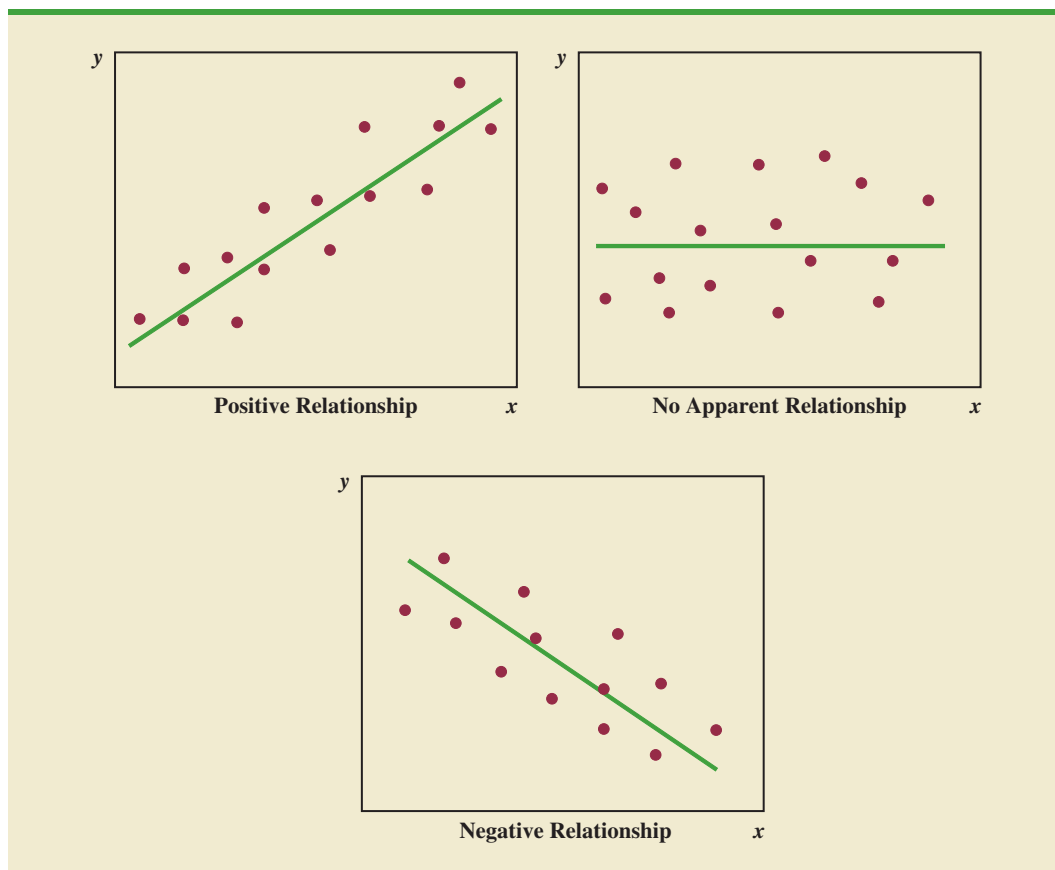 y
Positive Relationship x
y
No Apparent Relationship x
y
Negative Relationship x